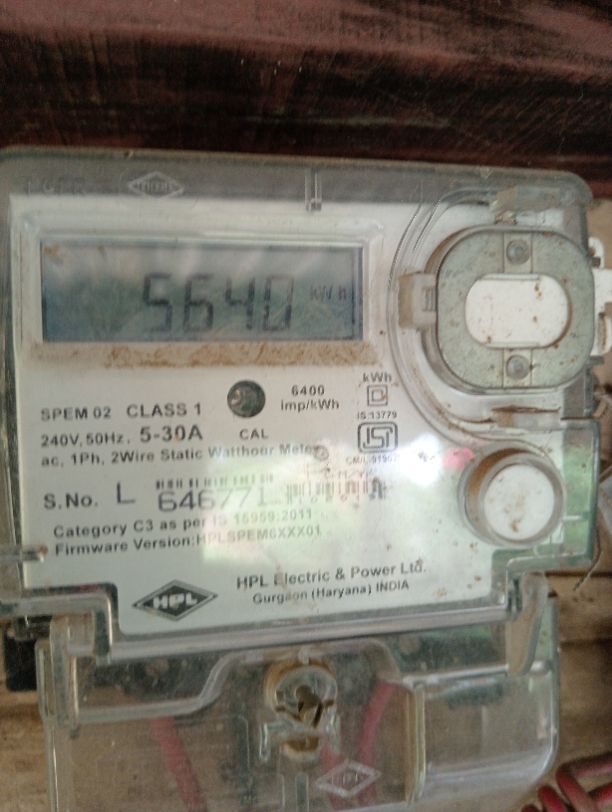 5640 kWh
SPEM 02 CLASS 1
6400
imp/kWh
kWh
IS:13779
240V, 50Hz, 5-30A
CAL
ac, 1Ph, 2Wire Static Watthour Meter
S.No. L 646771
Category C3 as per IS 15959:2011
Firmware Version:HPLSPEM6XXX01
HPL
HPL Electric & Power Ltd.
Gurgaon (Haryana) INDIA